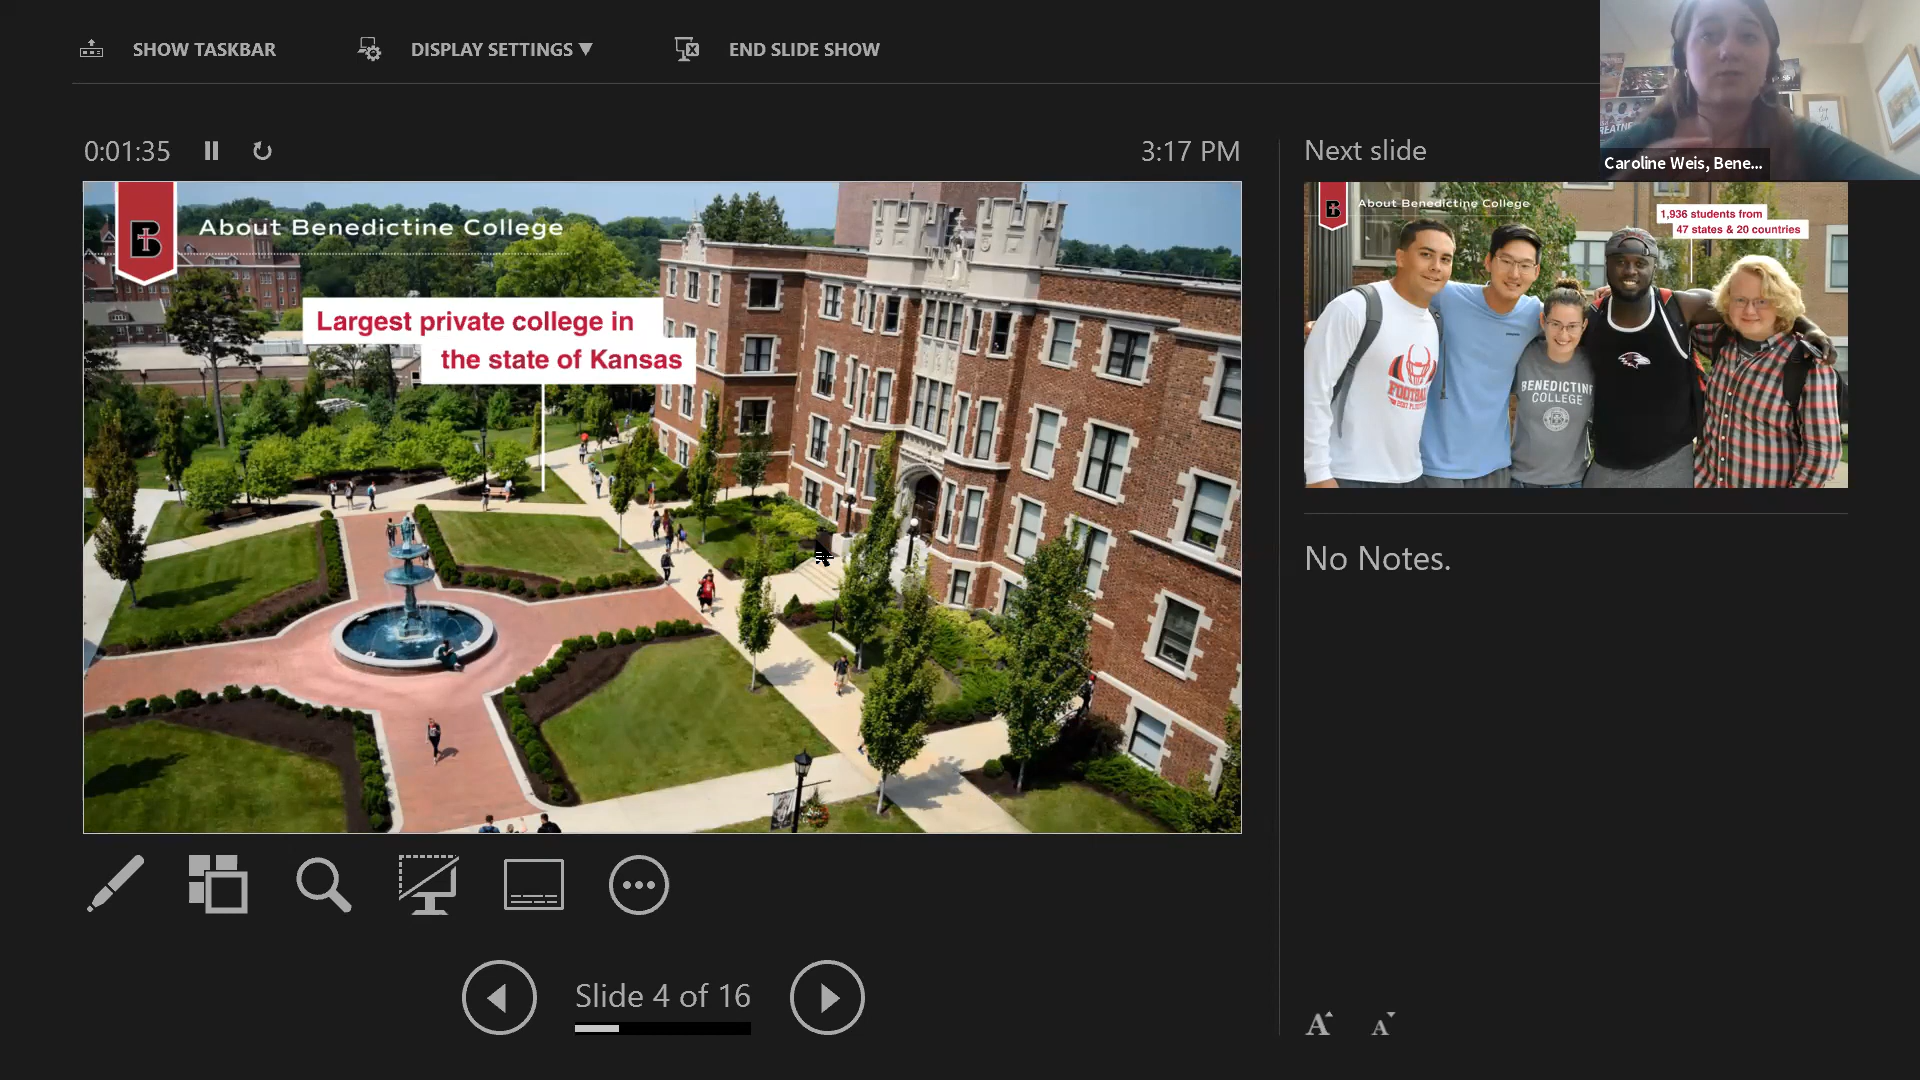 SHOW TASKBAR
DISPLAY SETTINGS ▼
END SLIDE SHOW
0:01:35
3:17 PM
Next slide
Caroline Weis, Bene...
About Benedictine College
Largest private college in
the state of Kansas
About Benedictine College
1,936 students from
47 states & 20 countries
FOOTBALL
BENEDICTINE
COLLEGE
No Notes.
Slide 4 of 16
A
A